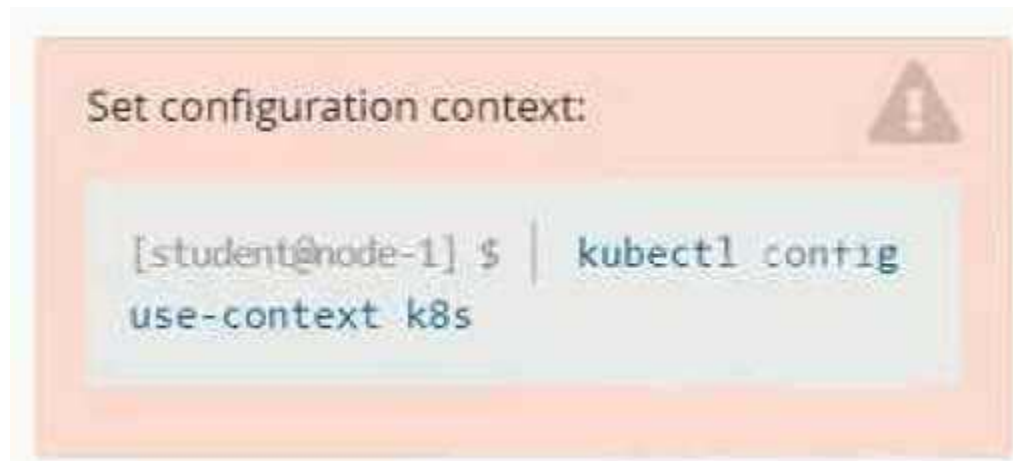 Set configuration context:
[student@node-1] $ | kubectl config
use-context k8s